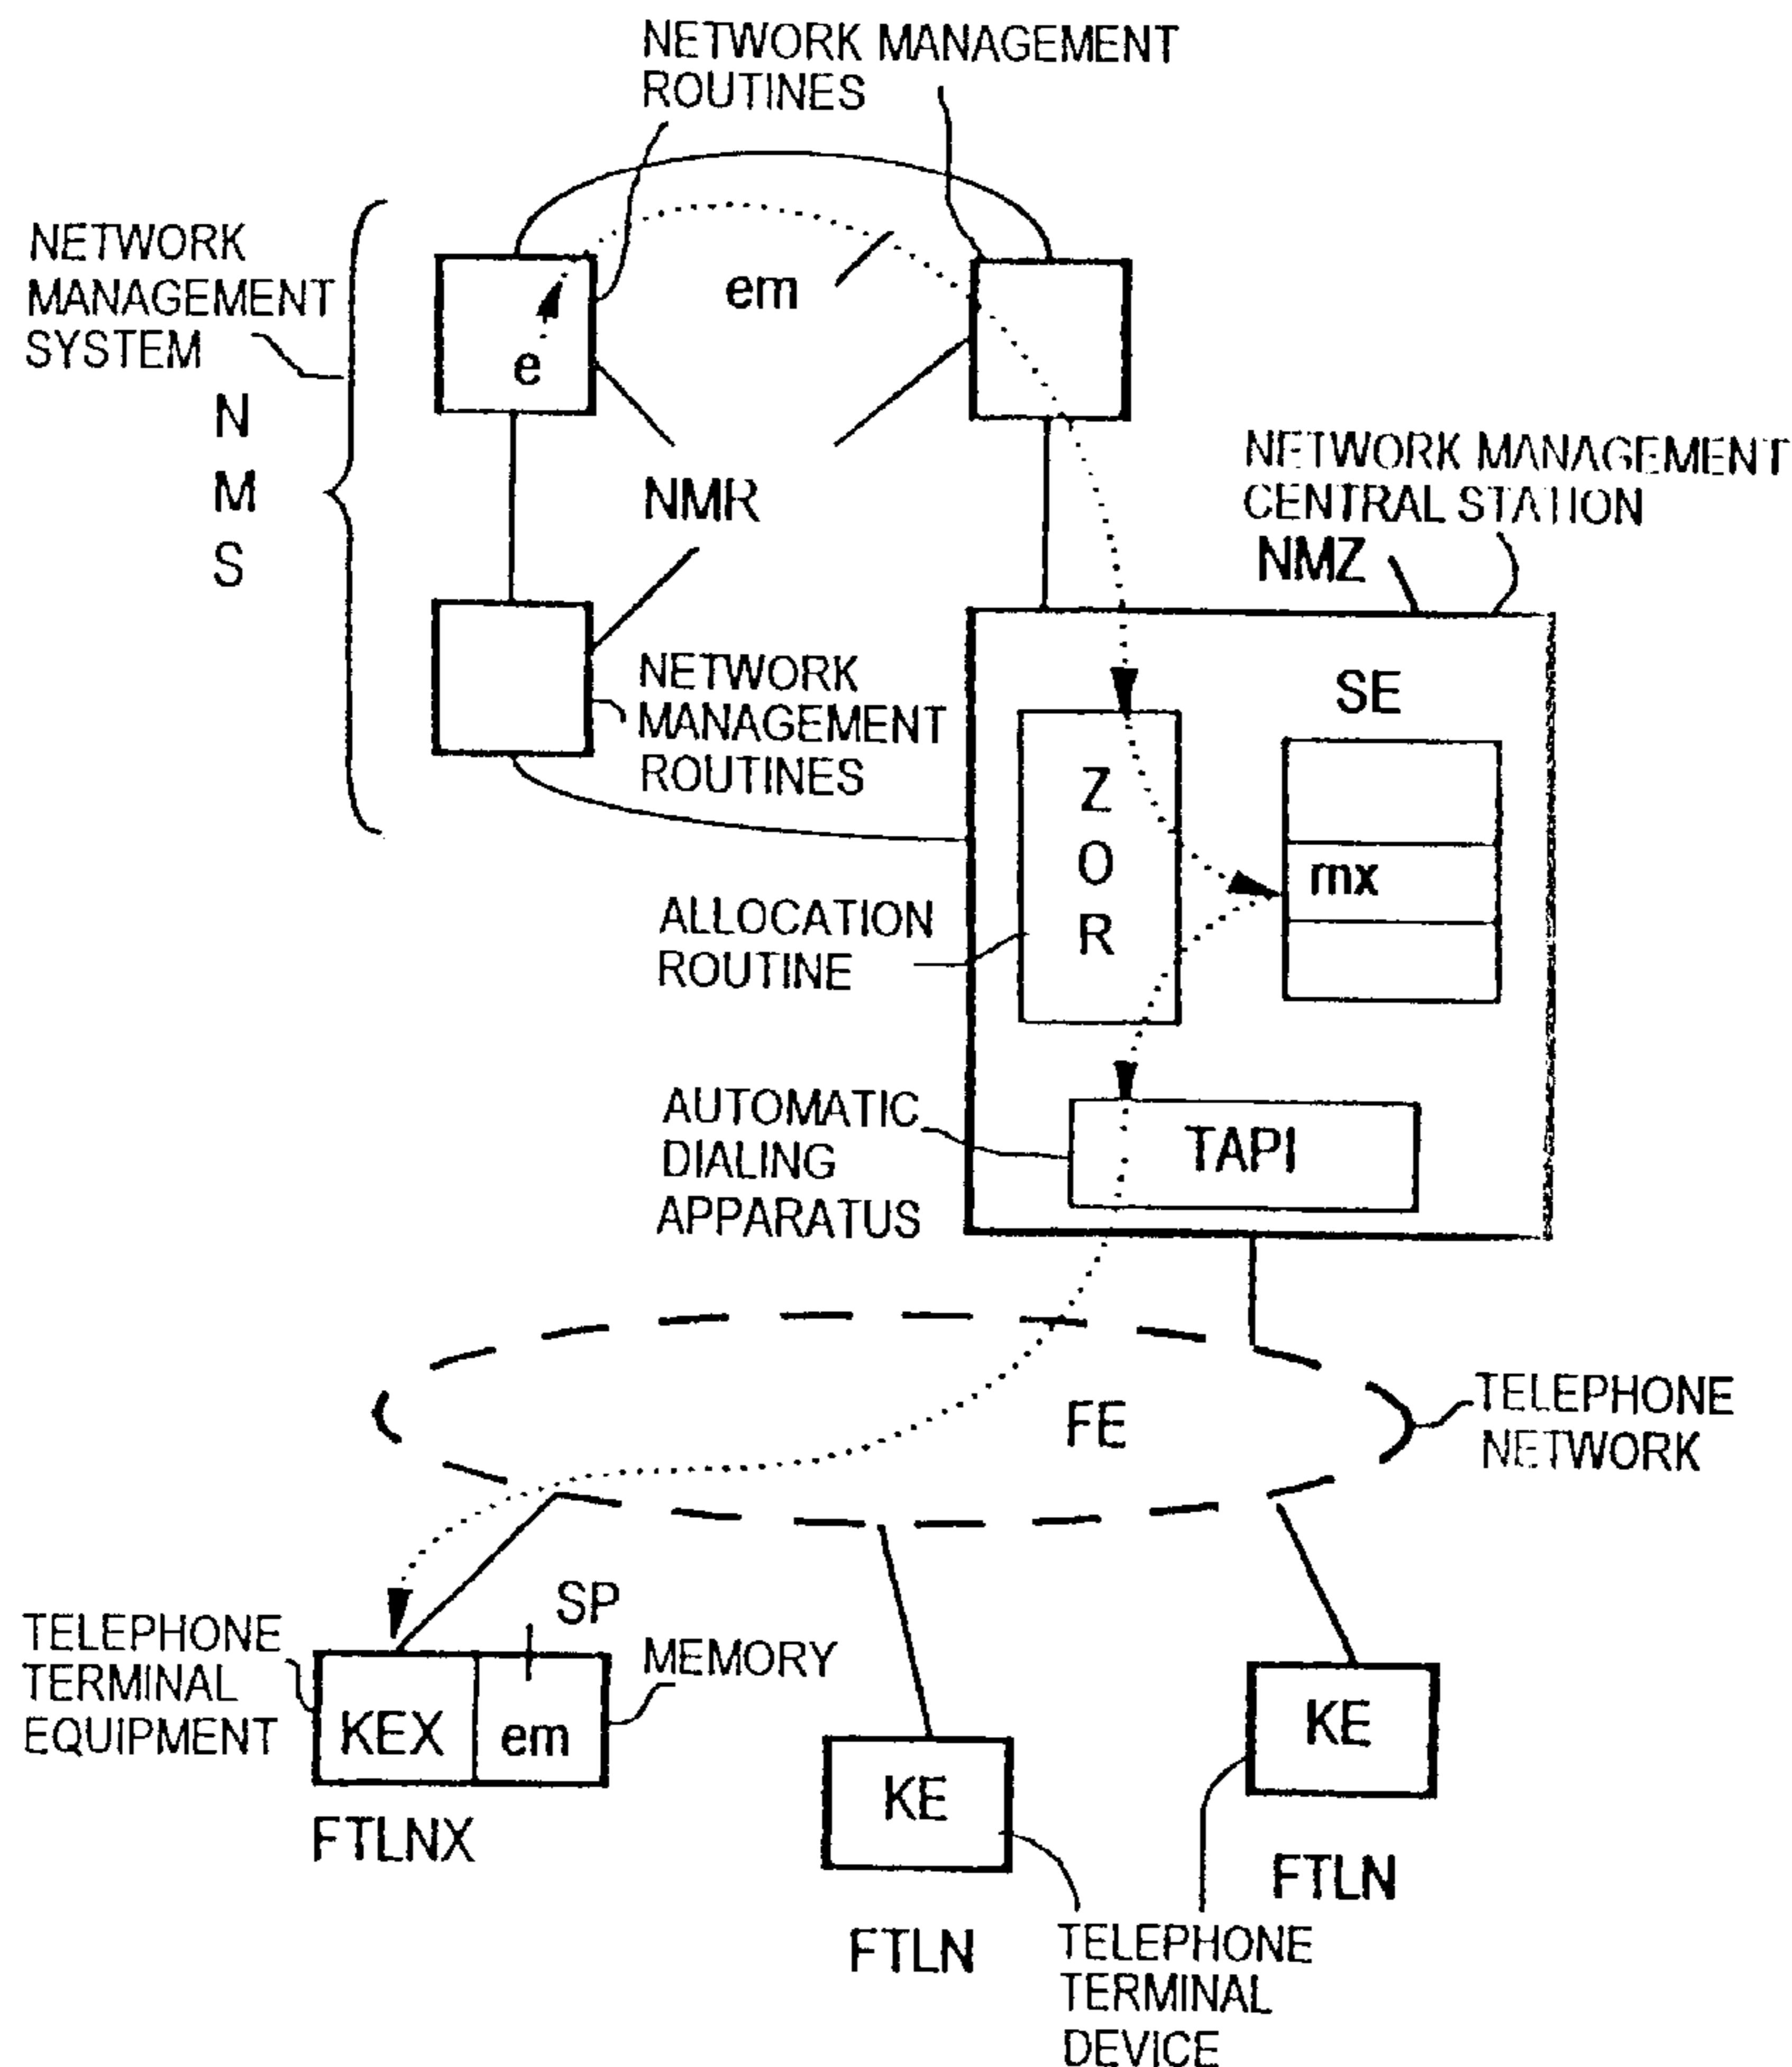 NETWORK MANAGEMENT
ROUTINES
NETWORK
MANAGEMENT
SYSTEM
N
M
S
e
em
NMR
NETWORK MANAGEMENT
CENTRAL STATION
NMZ
NETWORK
MANAGEMENT
ROUTINES
SE
Z
O
R
mx
ALLOCATION
ROUTINE
AUTOMATIC
DIALING
APPARATUS
TAPI
FE
TELEPHONE
NETWORK
SP
TELEPHONE
TERMINAL
EQUIPMENT
MEMORY
KEX
em
FTLNX
KE
KE
FTLN
FTLN
TELEPHONE
TERMINAL
DEVICE